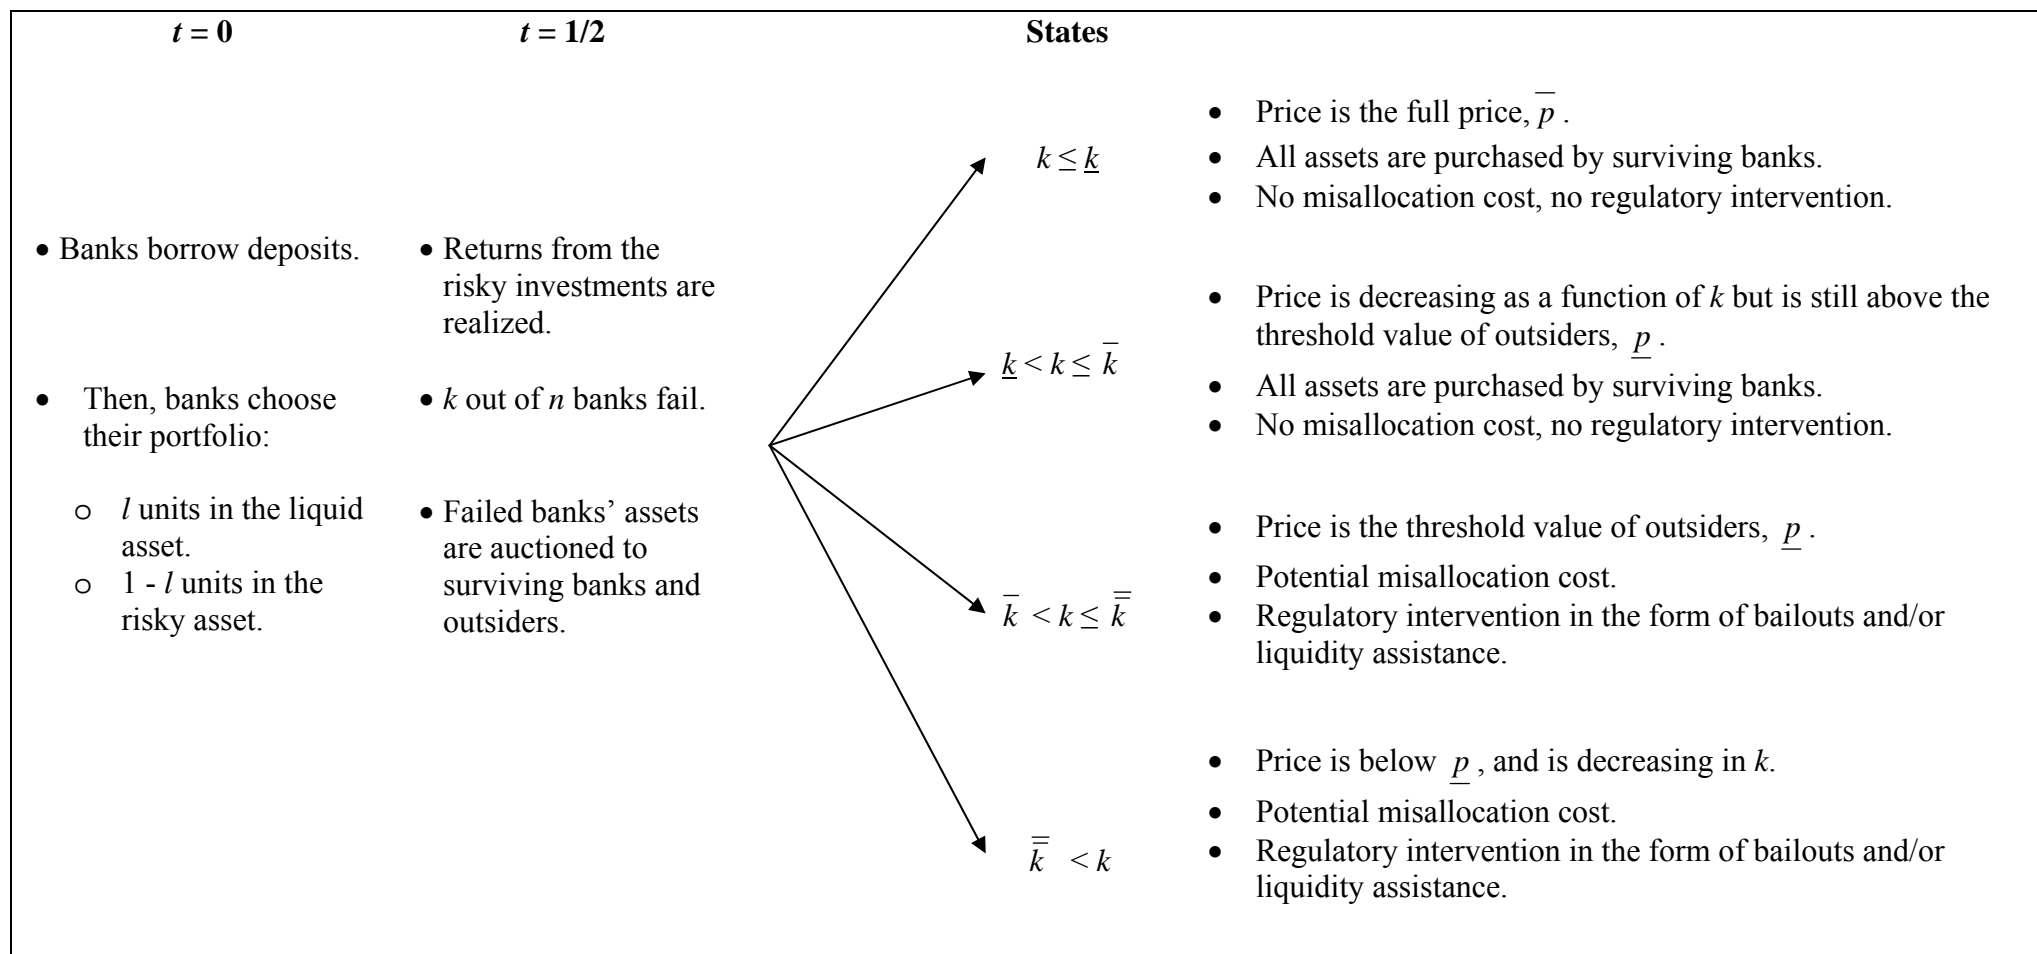 t = 0
t = 1/2
States
• Banks borrow deposits.
• Then, banks choose
their portfolio:
o l units in the liquid
asset.
o 1 - l units in the
risky asset.
• Returns from the
risky investments are
realized.
• k out of n banks fail.
• Failed banks’ assets
are auctioned to
surviving banks and
outsiders.
k ≤ k̲
• Price is the full price, p̅ .
• All assets are purchased by surviving banks.
• No misallocation cost, no regulatory intervention.
k̲ < k ≤ k̅
• Price is decreasing as a function of k but is still above the
threshold value of outsiders, p̲ .
• All assets are purchased by surviving banks.
• No misallocation cost, no regulatory intervention.
k̅ < k ≤ k̿
• Price is the threshold value of outsiders, p̲ .
• Potential misallocation cost.
• Regulatory intervention in the form of bailouts and/or
liquidity assistance.
k̿ < k
• Price is below p̲ , and is decreasing in k.
• Potential misallocation cost.
• Regulatory intervention in the form of bailouts and/or
liquidity assistance.